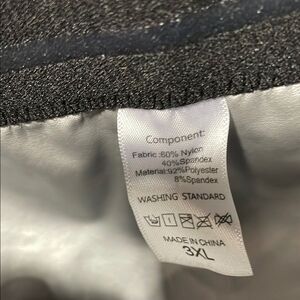 Component:
Fabric :60% Nylon
40%Spandex
Material:92%Polyester
8%Spandex
WASHING STANDARD
MADE IN CHINA
3XL